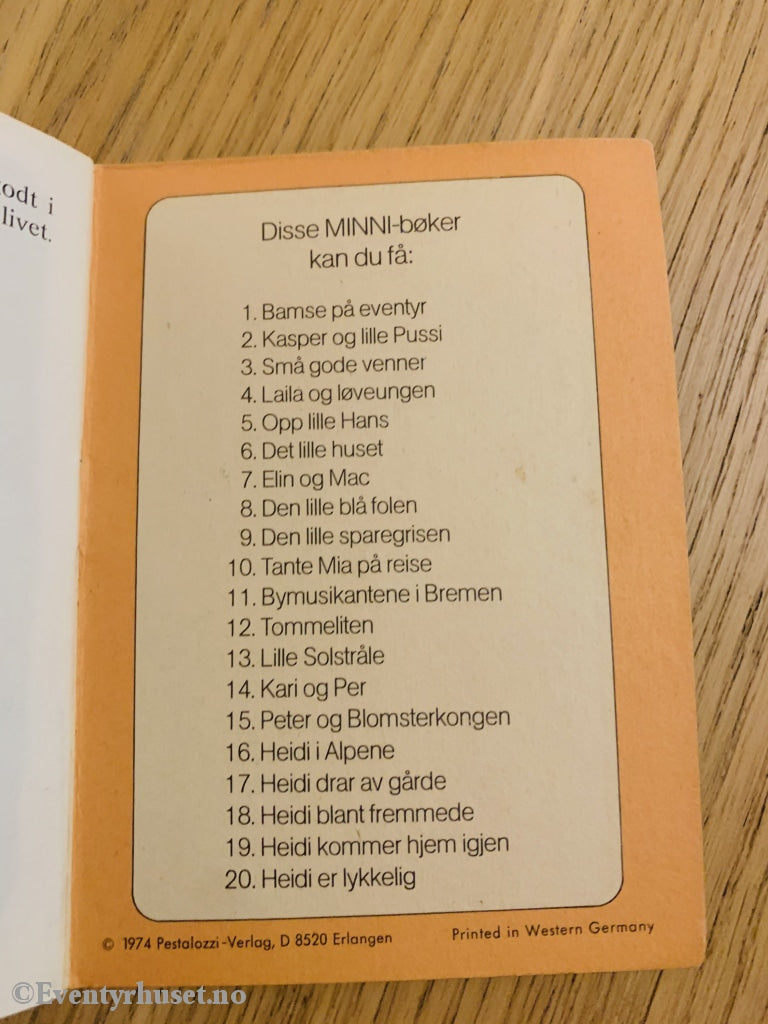 odt i
livet.
Disse MINNI-bøker
kan du få:
1. Bamse på eventyr
2. Kasper og lille Pussi
3. Små gode venner
4. Laila og løveungen
5. Opp lille Hans
6. Det lille huset
7. Elin og Mac
8. Den lille blå folen
9. Den lille sparegrisen
10. Tante Mia på reise
11. Bymusikantene i Bremen
12. Tommeliten
13. Lille Solstråle
14. Kari og Per
15. Peter og Blomsterkongen
16. Heidi i Alpene
17. Heidi drar av gårde
18. Heidi blant fremmede
19. Heidi kommer hjem igjen
20. Heidi er lykkelig
© 1974 Pestalozzi-Verlag, D 8520 Erlangen Printed in Western Germany
©Eventyrhuset.no